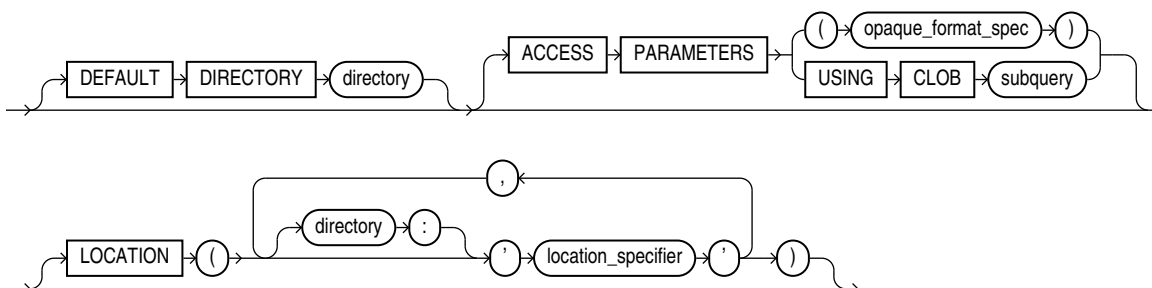 ( opaque_format_spec )
ACCESS PARAMETERS
DEFAULT DIRECTORY directory
USING CLOB subquery
,
directory :
LOCATION ( ' location_specifier ' )